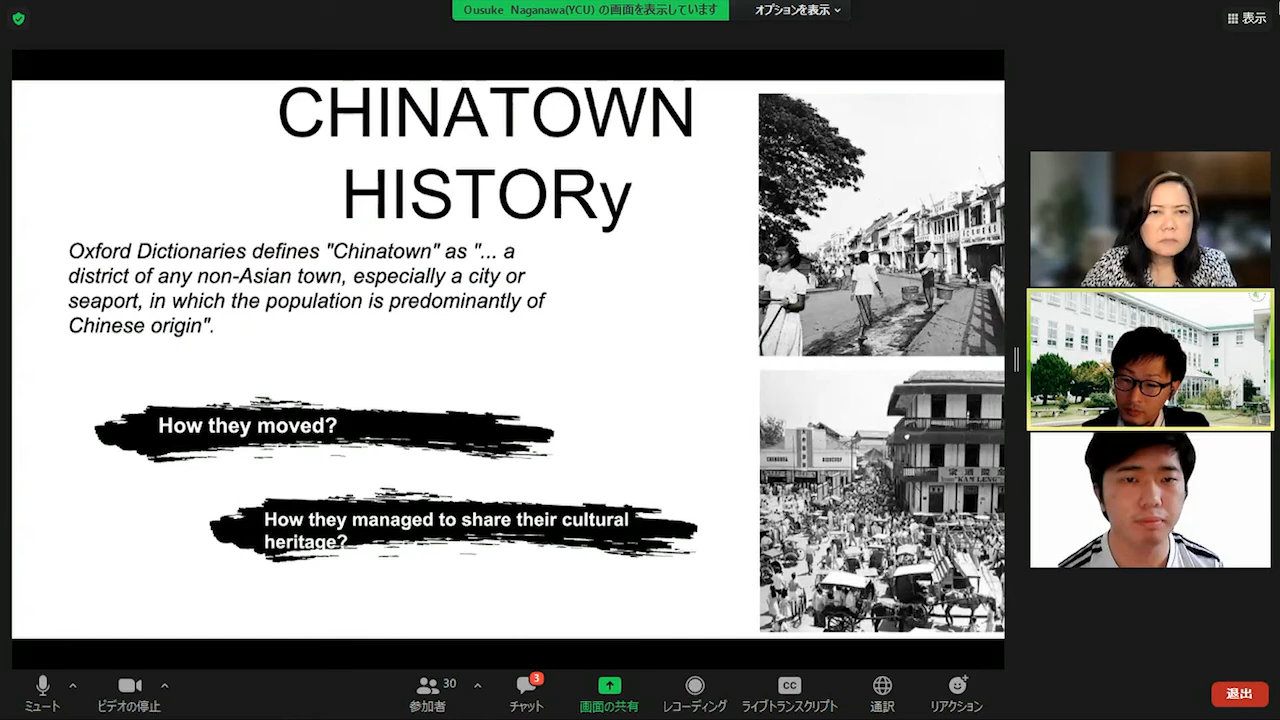 Ousuke Naganawa(YCU) の画面を表示しています
オプションを表示
表示
CHINATOWN
HISTORy
Oxford Dictionaries defines "Chinatown" as "... a
district of any non-Asian town, especially a city or
seaport, in which the population is predominantly of
Chinese origin".
How they moved?
How they managed to share their cultural
heritage?
KAM LENG
ミュート
ビデオの停止
30
参加者
3
チャット
画面の共有
レコーディング
CC
ライブトランスクリプト
通訳
リアクション
退出